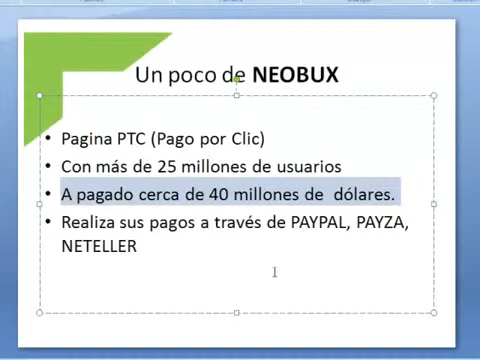 Un poco de NEOBUX
• Pagina PTC (Pago por Clic)
• Con más de 25 millones de usuarios
• A pagado cerca de 40 millones de dólares.
• Realiza sus pagos a través de PAYPAL, PAYZA,
NETELLER